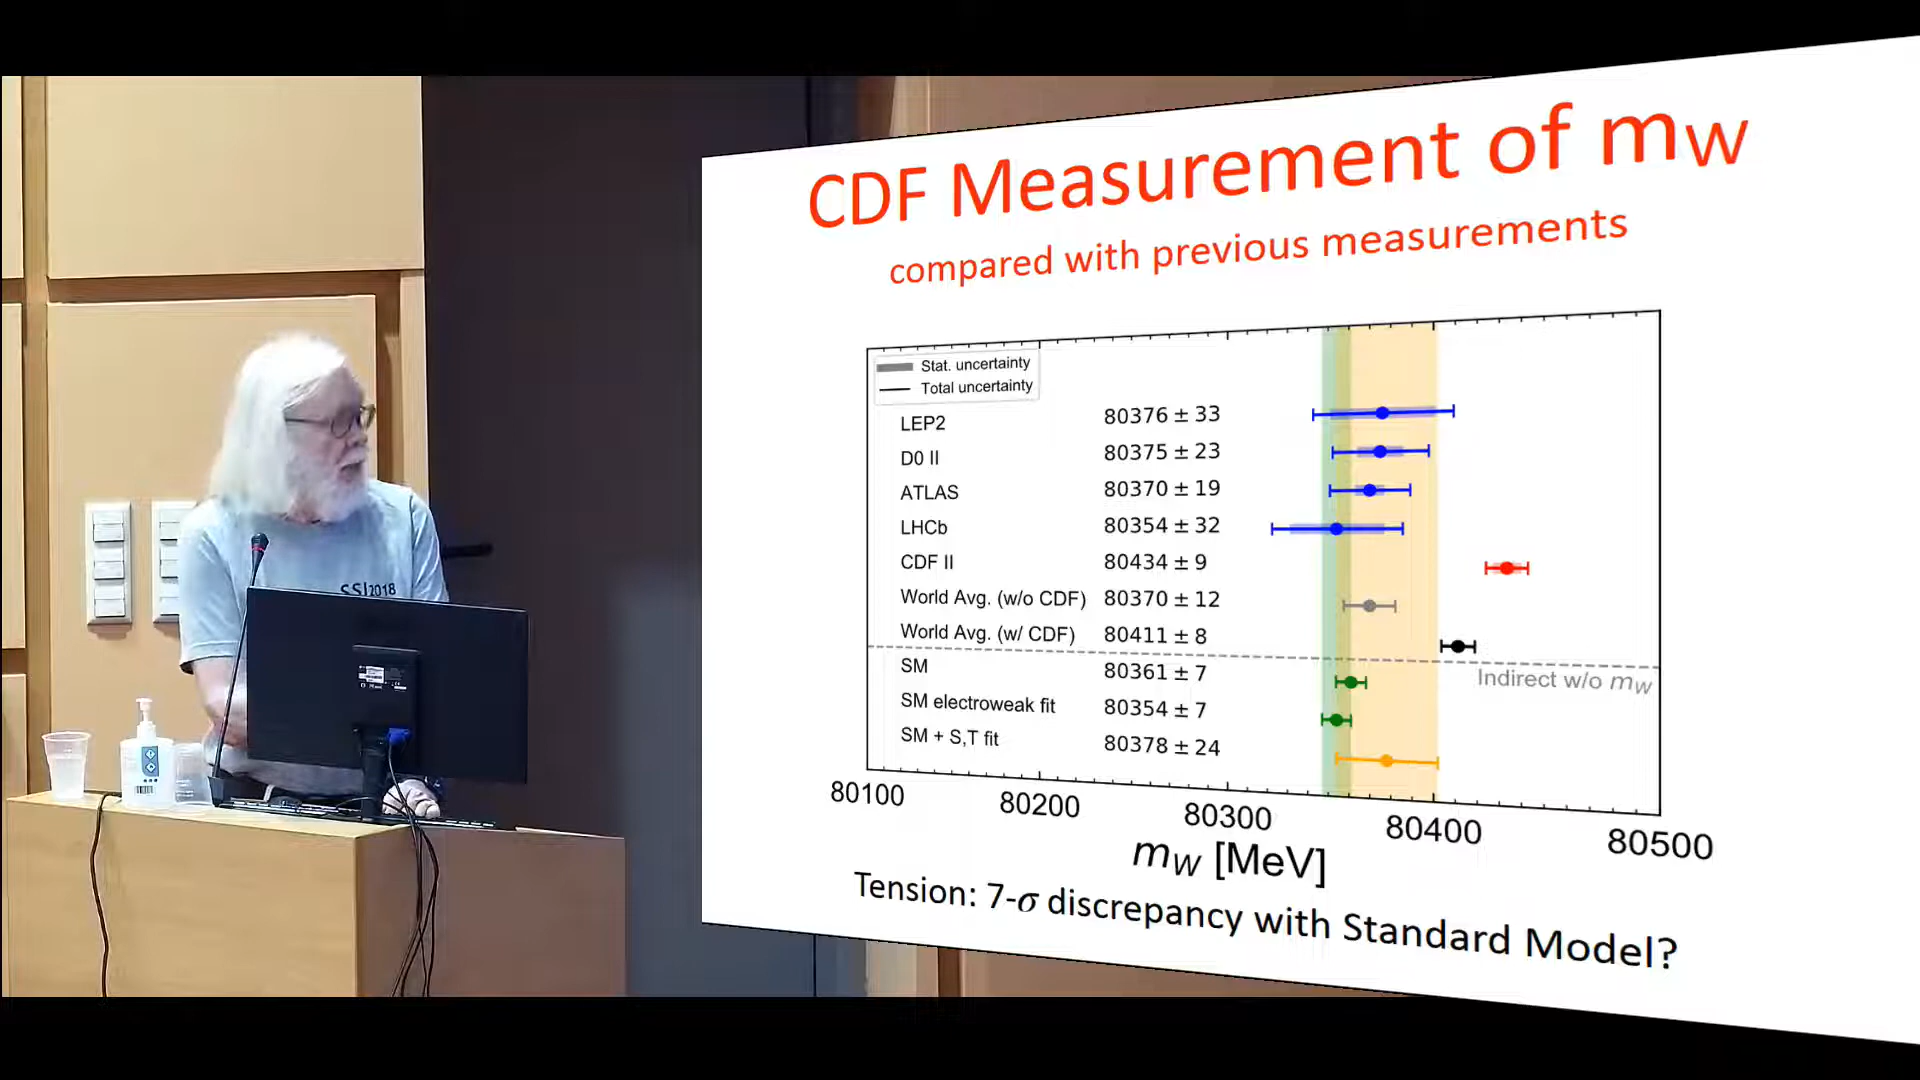 CDF Measurement of mW
compared with previous measurements
Stat. uncertainty
Total uncertainty
LEP2 80376 ± 33
D0 II 80375 ± 23
ATLAS 80370 ± 19
LHCb 80354 ± 32
CDF II 80434 ± 9
World Avg. (w/o CDF) 80370 ± 12
World Avg. (w/ CDF) 80411 ± 8
SM 80361 ± 7
Indirect w/o mW
SM electroweak fit 80354 ± 7
SM + S,T fit 80378 ± 24
80100 80200 80300 80400 80500
mW [MeV]
Tension: 7-σ discrepancy with Standard Model?
SSI2018